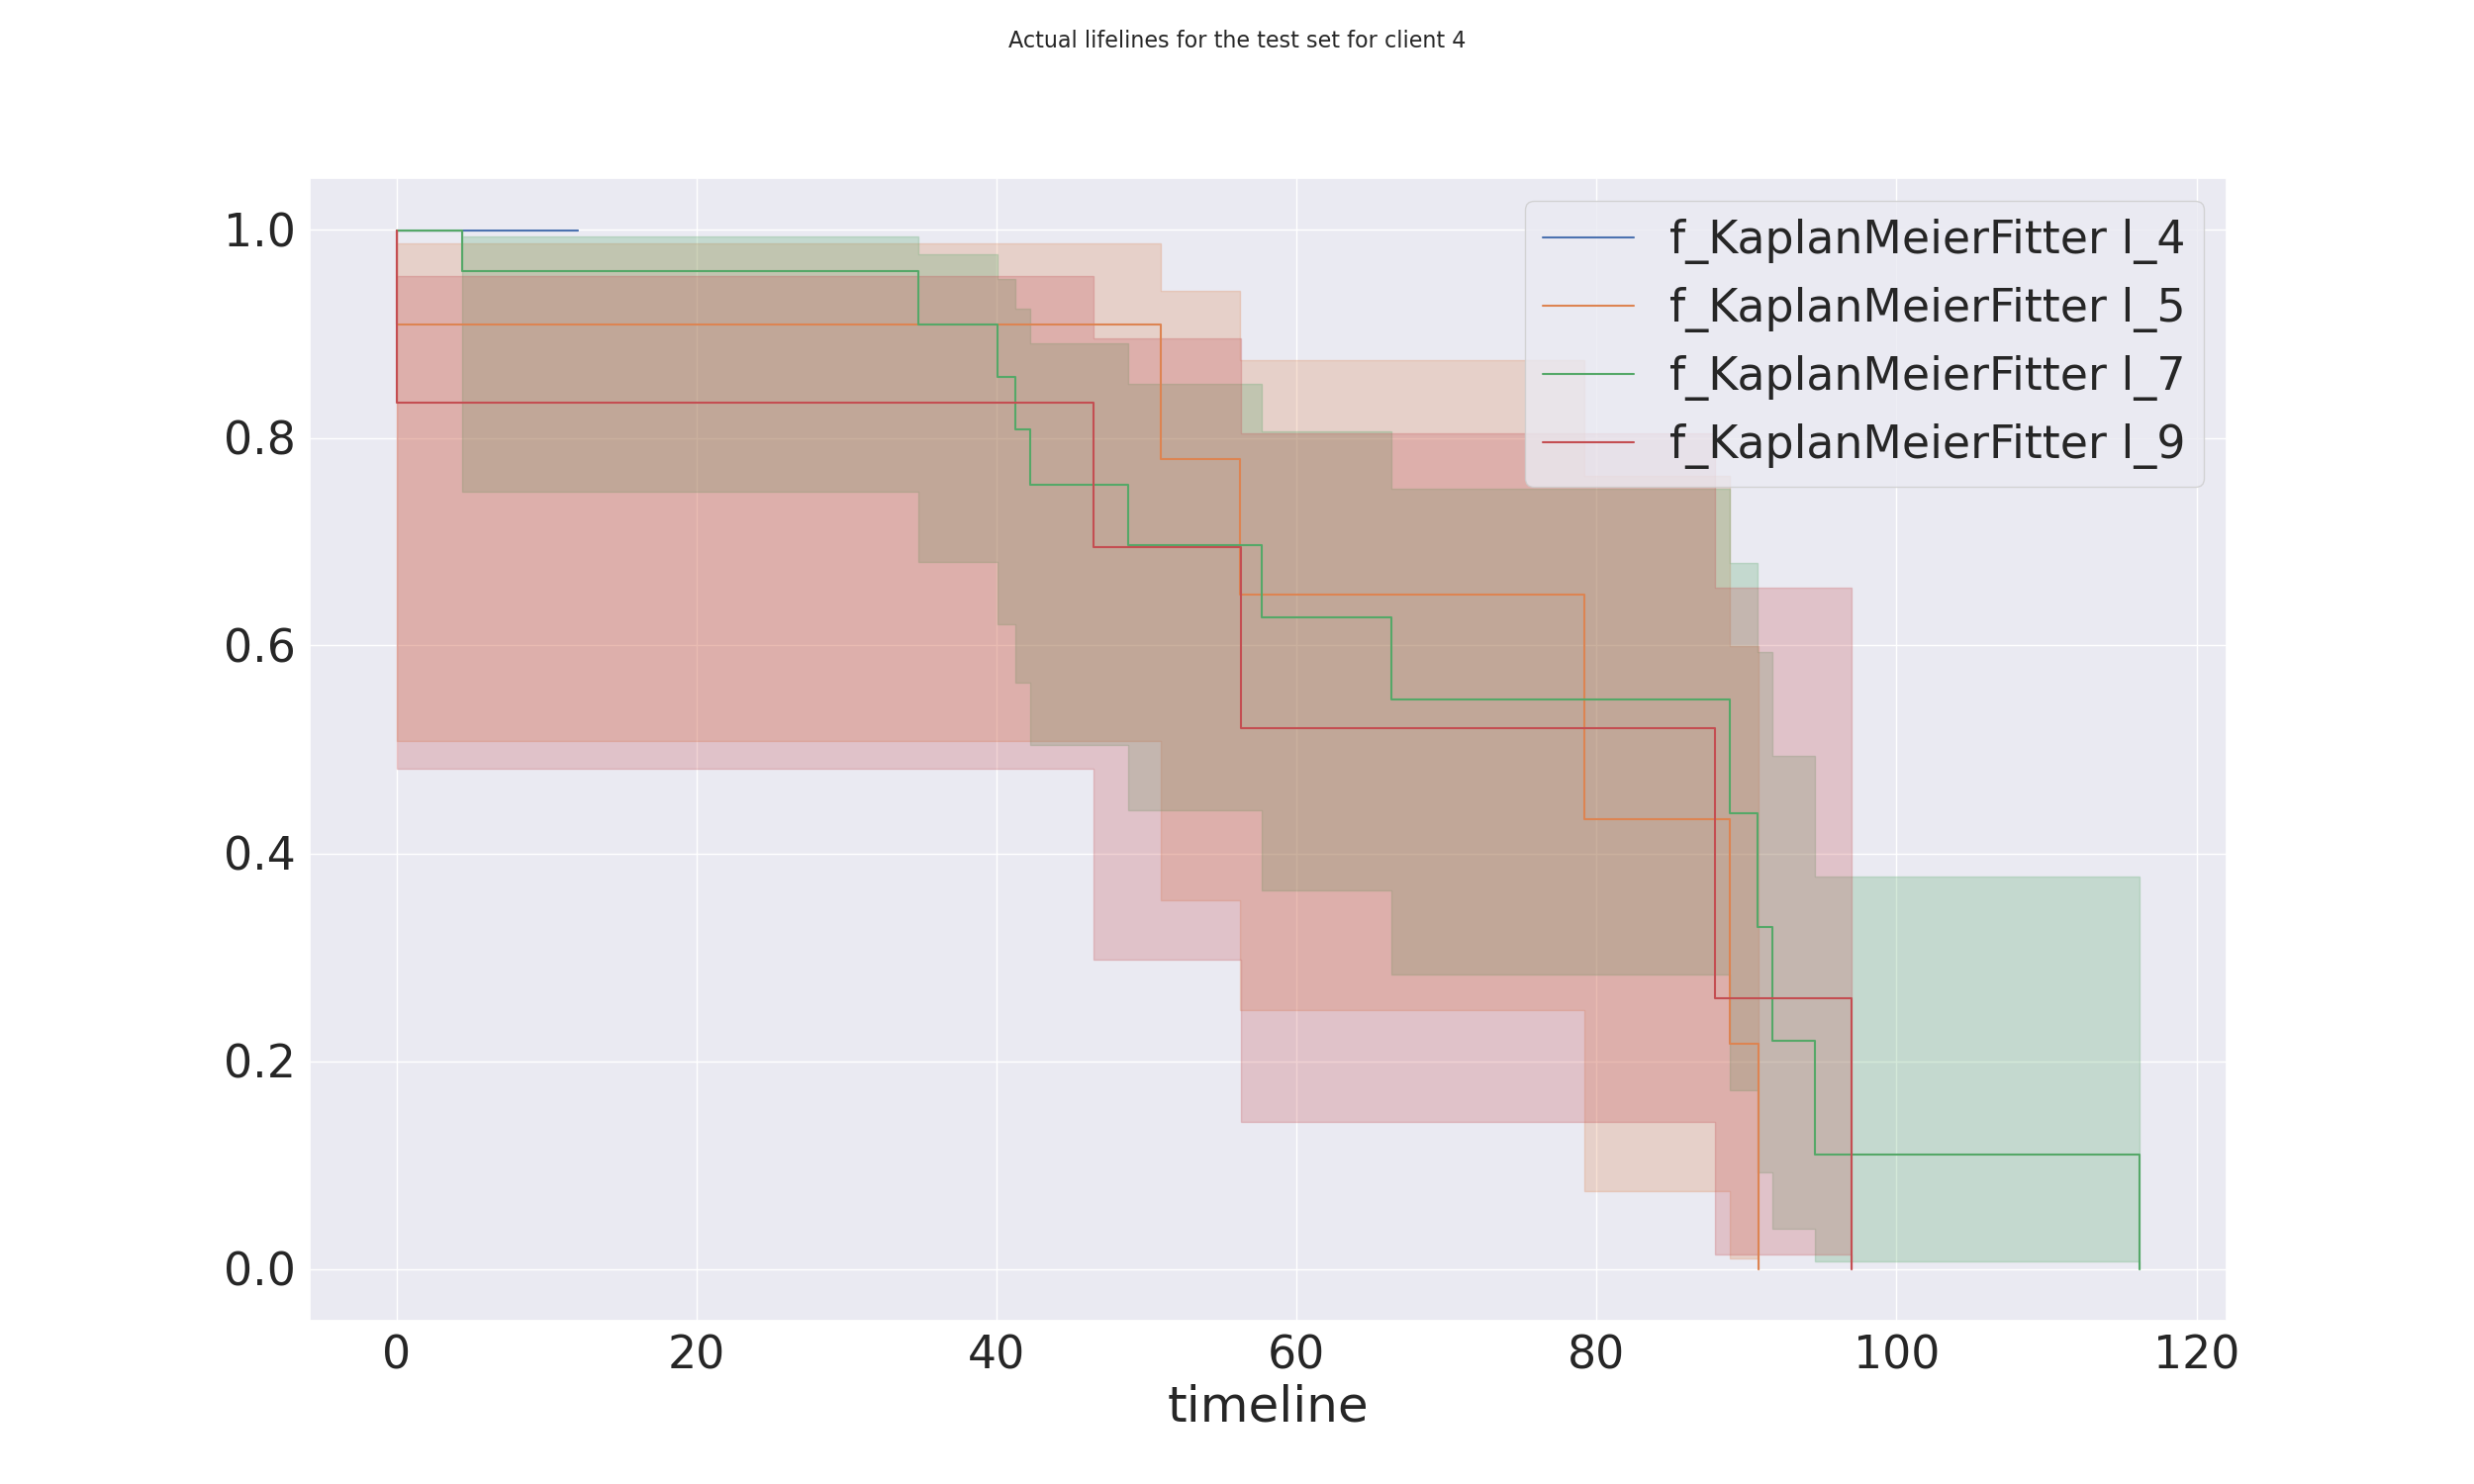 Actual lifelines for the test set for client 4
f_KaplanMeierFitter l_4
f_KaplanMeierFitter l_5
f_KaplanMeierFitter l_7
f_KaplanMeierFitter l_9
1.0
0.8
0.6
0.4
0.2
0.0
0 20 40 60 80 100 120
timeline